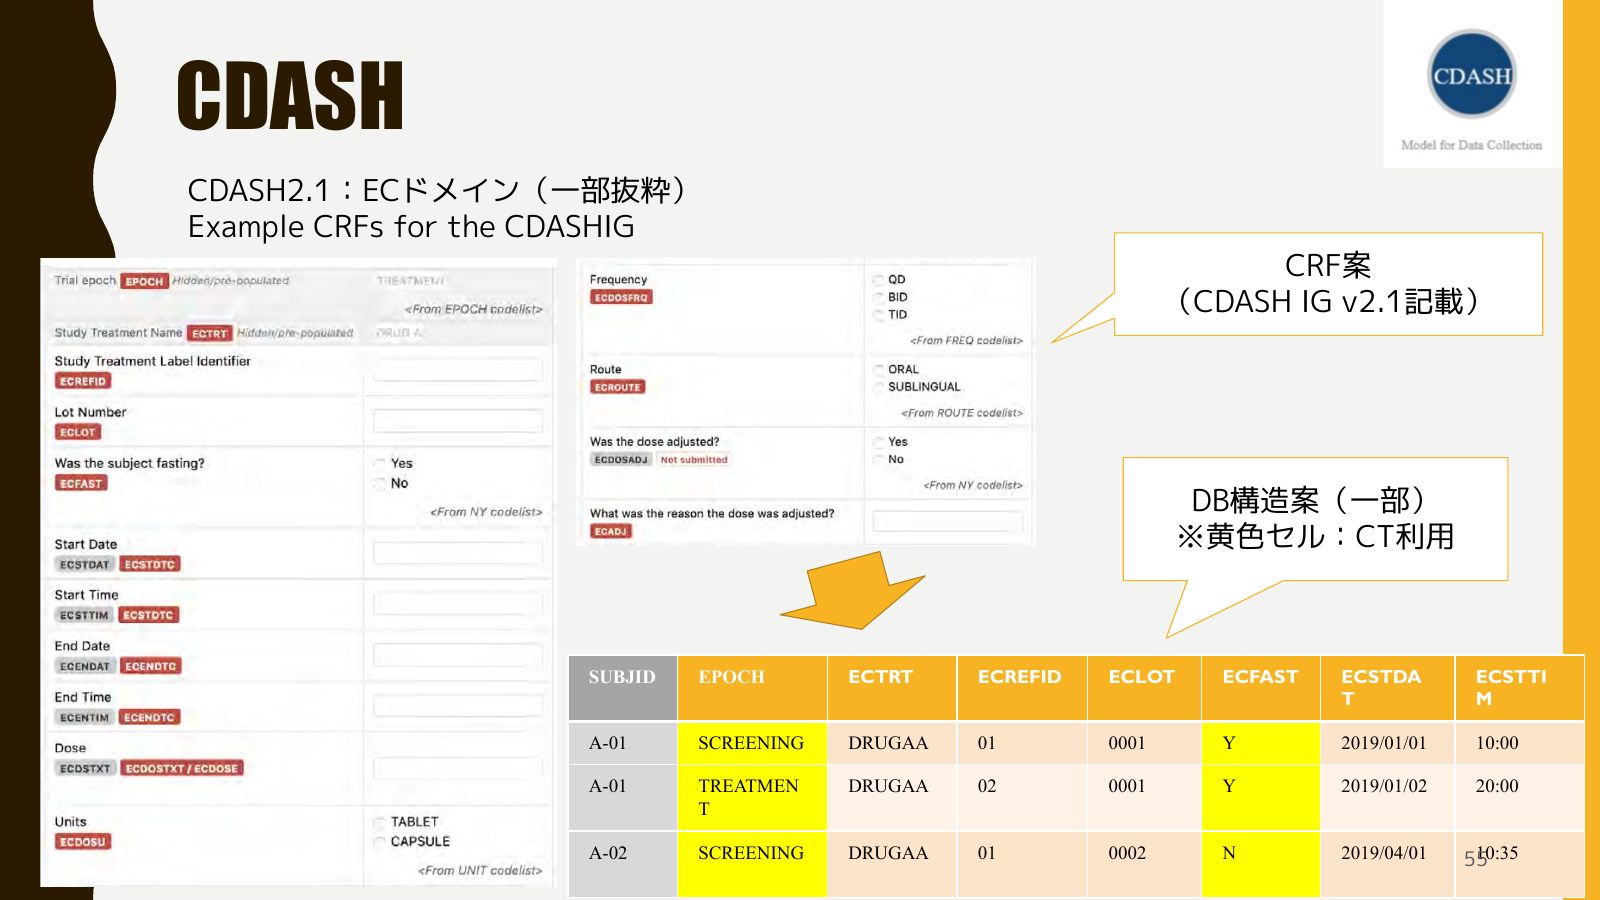 CDASH
CDASH
Model for Data Collection
CDASH2.1：ECドメイン（一部抜粋）
Example CRFs for the CDASHIG
Trial epoch EPOCH Hidden/pre-populated TREATMENT
<From EPOCH codelist>
Study Treatment Name ECTRT Hidden/pre-populated DRUG A
Study Treatment Label Identifier
ECREFID
Lot Number
ECLOT
Was the subject fasting? Yes
ECFAST No
<From NY codelist>
Start Date
ECSTDAT ECSTDTC
Start Time
ECSTTIM ECSTDTC
End Date
ECENDAT ECENDTC
End Time
ECENTIM ECENDTC
Dose
ECDSTXT ECDOSTXT / ECDOSE
Units TABLET
ECDOSU CAPSULE
<From UNIT codelist>
Frequency QD
ECDOSFRQ BID
TID
<From FREQ codelist>
Route ORAL
ECROUTE SUBLINGUAL
<From ROUTE codelist>
Was the dose adjusted? Yes
ECDOSADJ Not submitted No
<From NY codelist>
What was the reason the dose was adjusted?
ECADJ
CRF案
（CDASH IG v2.1記載）
DB構造案（一部）
※黄色セル：CT利用
SUBJID EPOCH ECTRT ECREFID ECLOT ECFAST ECSTDA ECSTTI
T M
A-01 SCREENING DRUGAA 01 0001 Y 2019/01/01 10:00
A-01 TREATMEN DRUGAA 02 0001 Y 2019/01/02 20:00
T
A-02 SCREENING DRUGAA 01 0002 N 2019/04/01 10:35
55